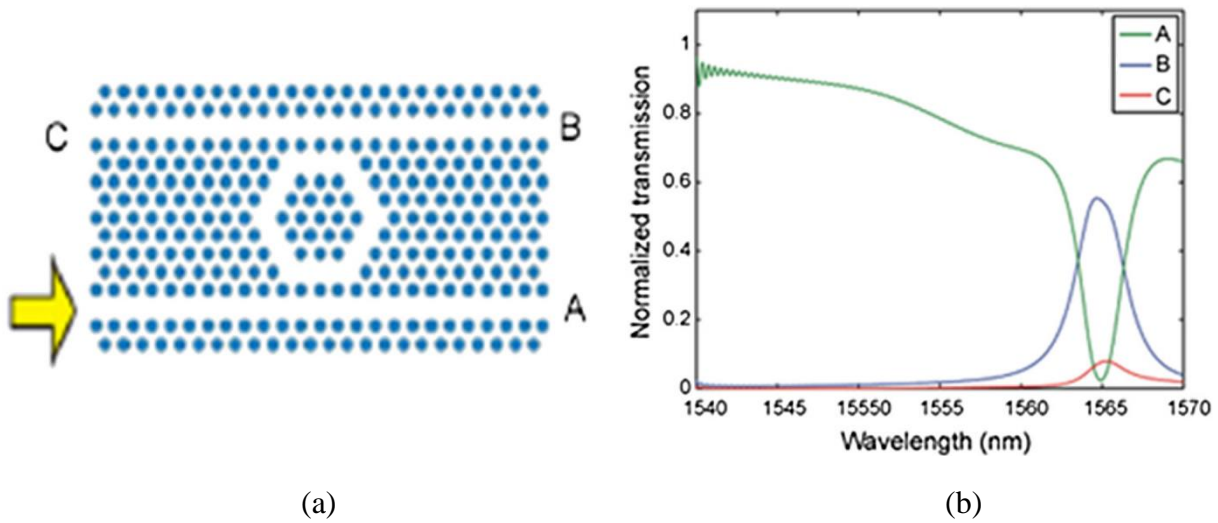 C
B
A
Normalized transmission
1
0.8
0.6
0.4
0.2
0
A
B
C
1540 1545 15550 1555 1560 1565 1570
Wavelength (nm)
(a) (b)